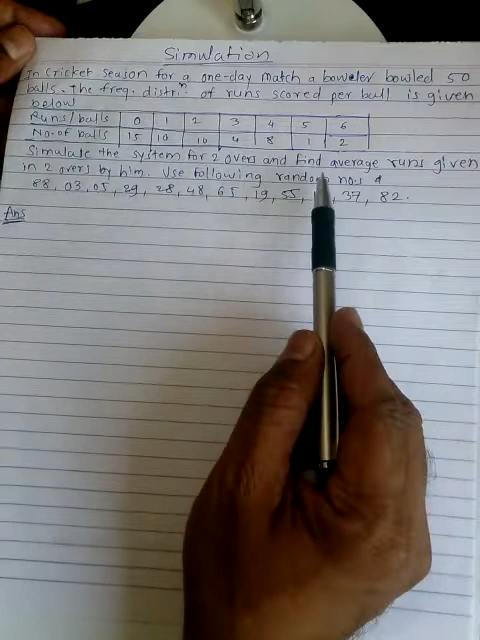 Simulation
In Cricket season for a one-day match a bowler bowled 50
balls. The freq. distriⁿ of runs scored per ball is given
below
Runs/balls 0 1 2 3 4 5 6
No. of balls 15 10 10 4 8 1 2
Simulate the system for 2 overs and find average runs given
in 2 overs by him. Use following random no.s
88, 03, 05, 29, 28, 48, 65, 19, 55, 37, 82.
Ans